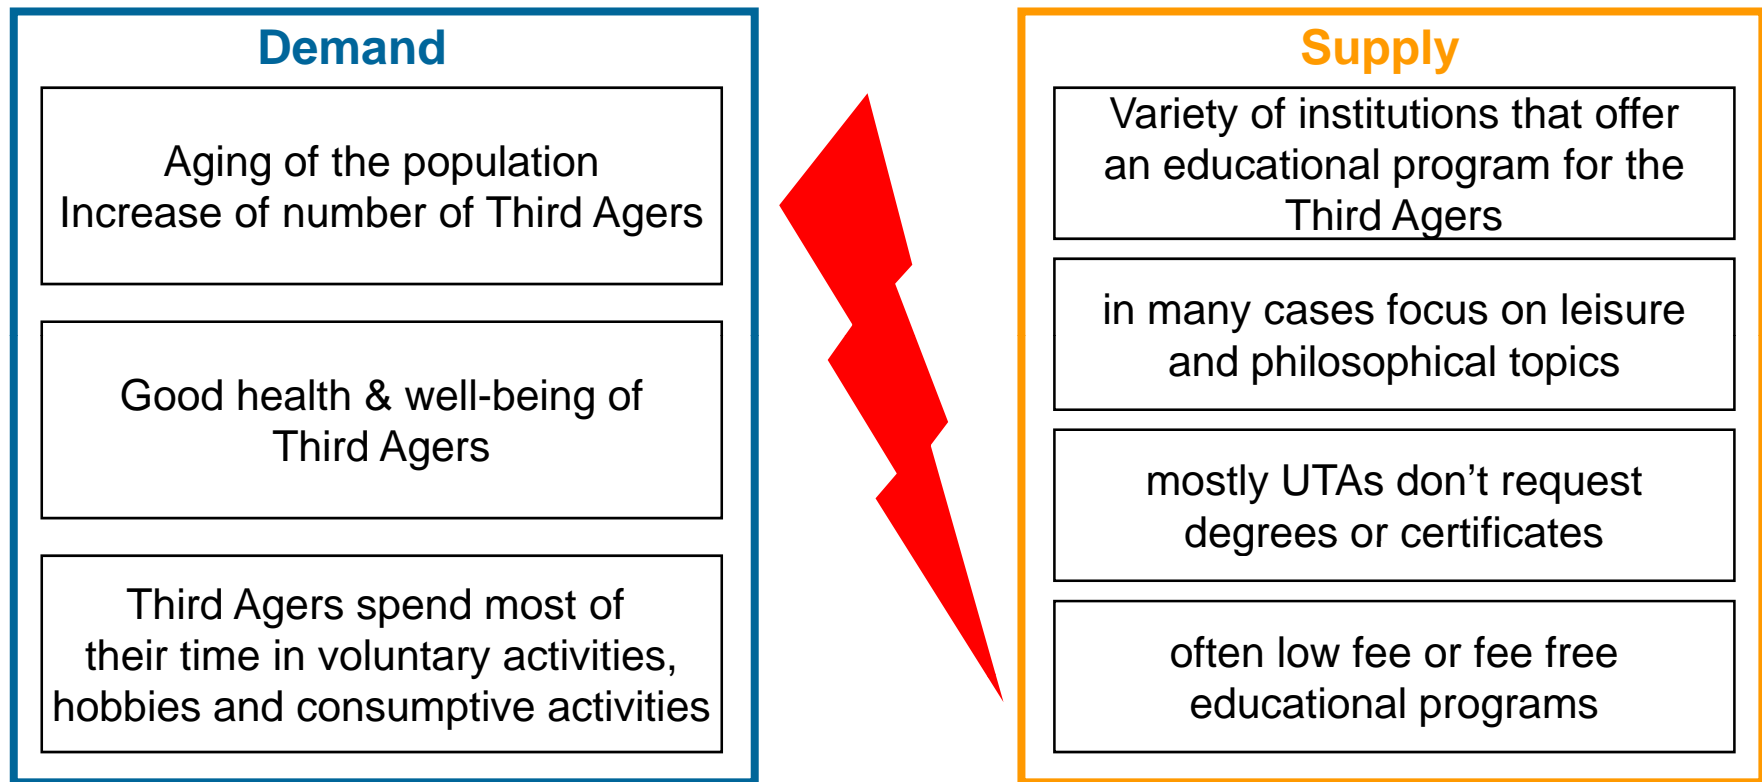 Demand
Aging of the population
Increase of number of Third Agers
Good health & well-being of
Third Agers
Third Agers spend most of
their time in voluntary activities,
hobbies and consumptive activities
Supply
Variety of institutions that offer
an educational program for the
Third Agers
in many cases focus on leisure
and philosophical topics
mostly UTAs don’t request
degrees or certificates
often low fee or fee free
educational programs